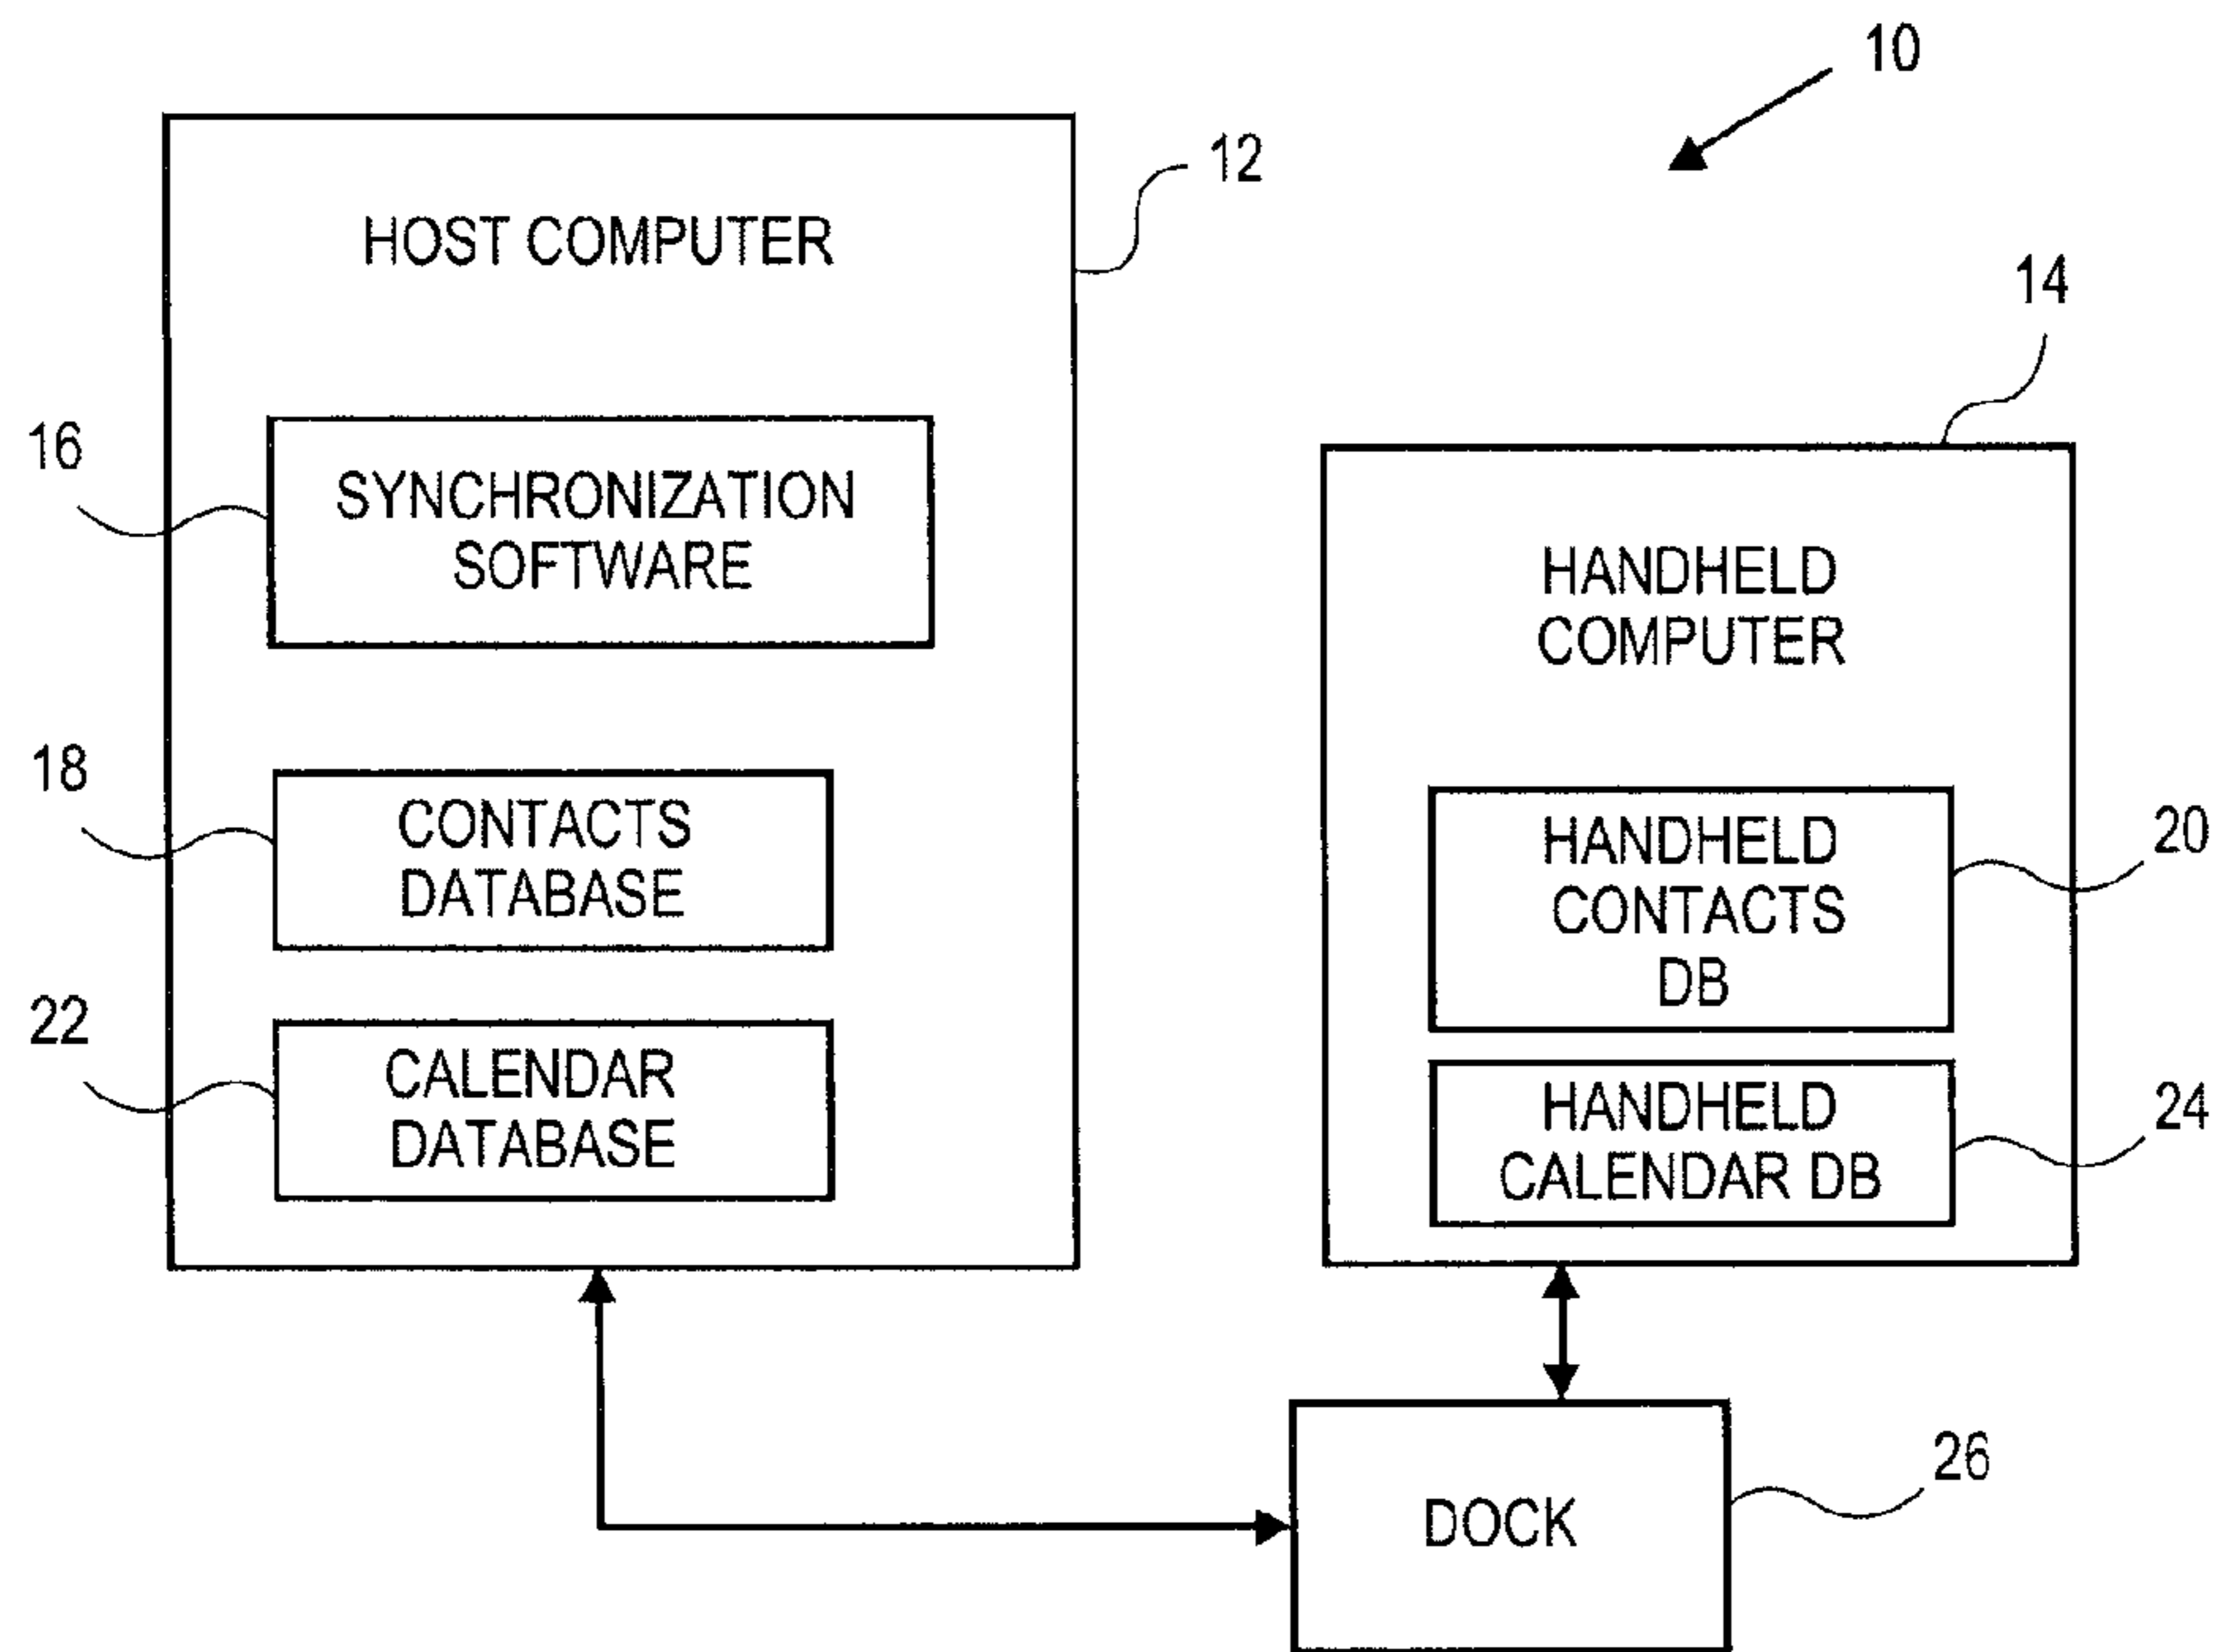 10
12
HOST COMPUTER
14
16
SYNCHRONIZATION
SOFTWARE
HANDHELD
COMPUTER
18
CONTACTS
DATABASE
HANDHELD
CONTACTS
DB
20
22
CALENDAR
DATABASE
HANDHELD
CALENDAR DB
24
DOCK
26